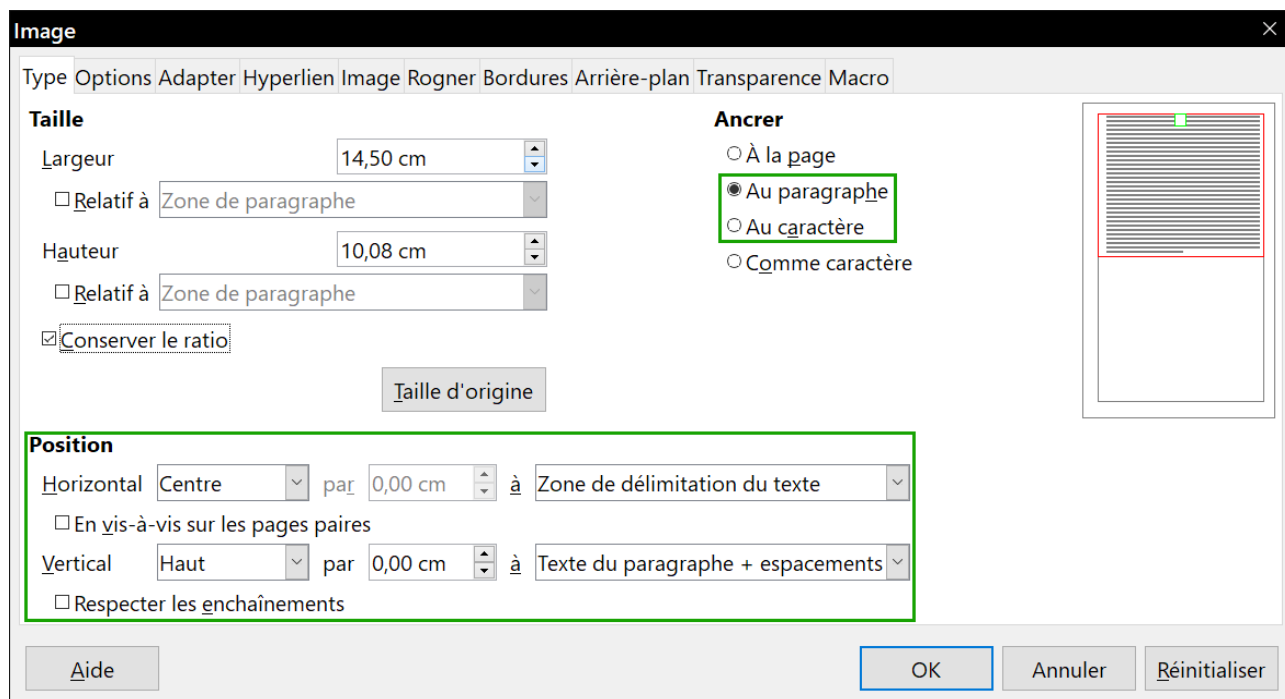 Image
Type Options Adapter Hyperlien Image Rogner Bordures Arrière-plan Transparence Macro
Taille
Largeur 14,50 cm
Relatif à Zone de paragraphe
Hauteur 10,08 cm
Relatif à Zone de paragraphe
Conserver le ratio
Taille d'origine
Ancrer
À la page
Au paragraphe
Au caractère
Comme caractère
Position
Horizontal Centre par 0,00 cm à Zone de délimitation du texte
En vis-à-vis sur les pages paires
Vertical Haut par 0,00 cm à Texte du paragraphe + espacements
Respecter les enchaînements
Aide OK Annuler Réinitialiser